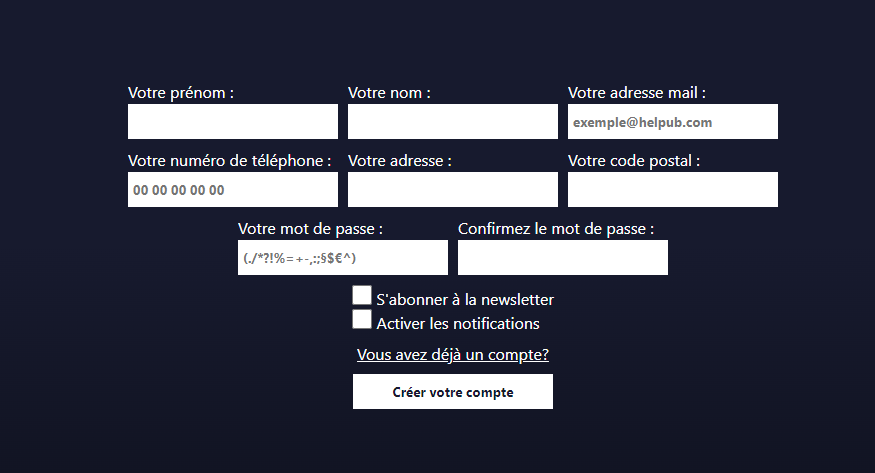 Votre prénom : Votre nom : Votre adresse mail :
exemple@helpub.com
Votre numéro de téléphone : Votre adresse : Votre code postal :
00 00 00 00 00
Votre mot de passe : Confirmez le mot de passe :
(./*?!%=+-,:;§$€^)
S'abonner à la newsletter
Activer les notifications
Vous avez déjà un compte?
Créer votre compte